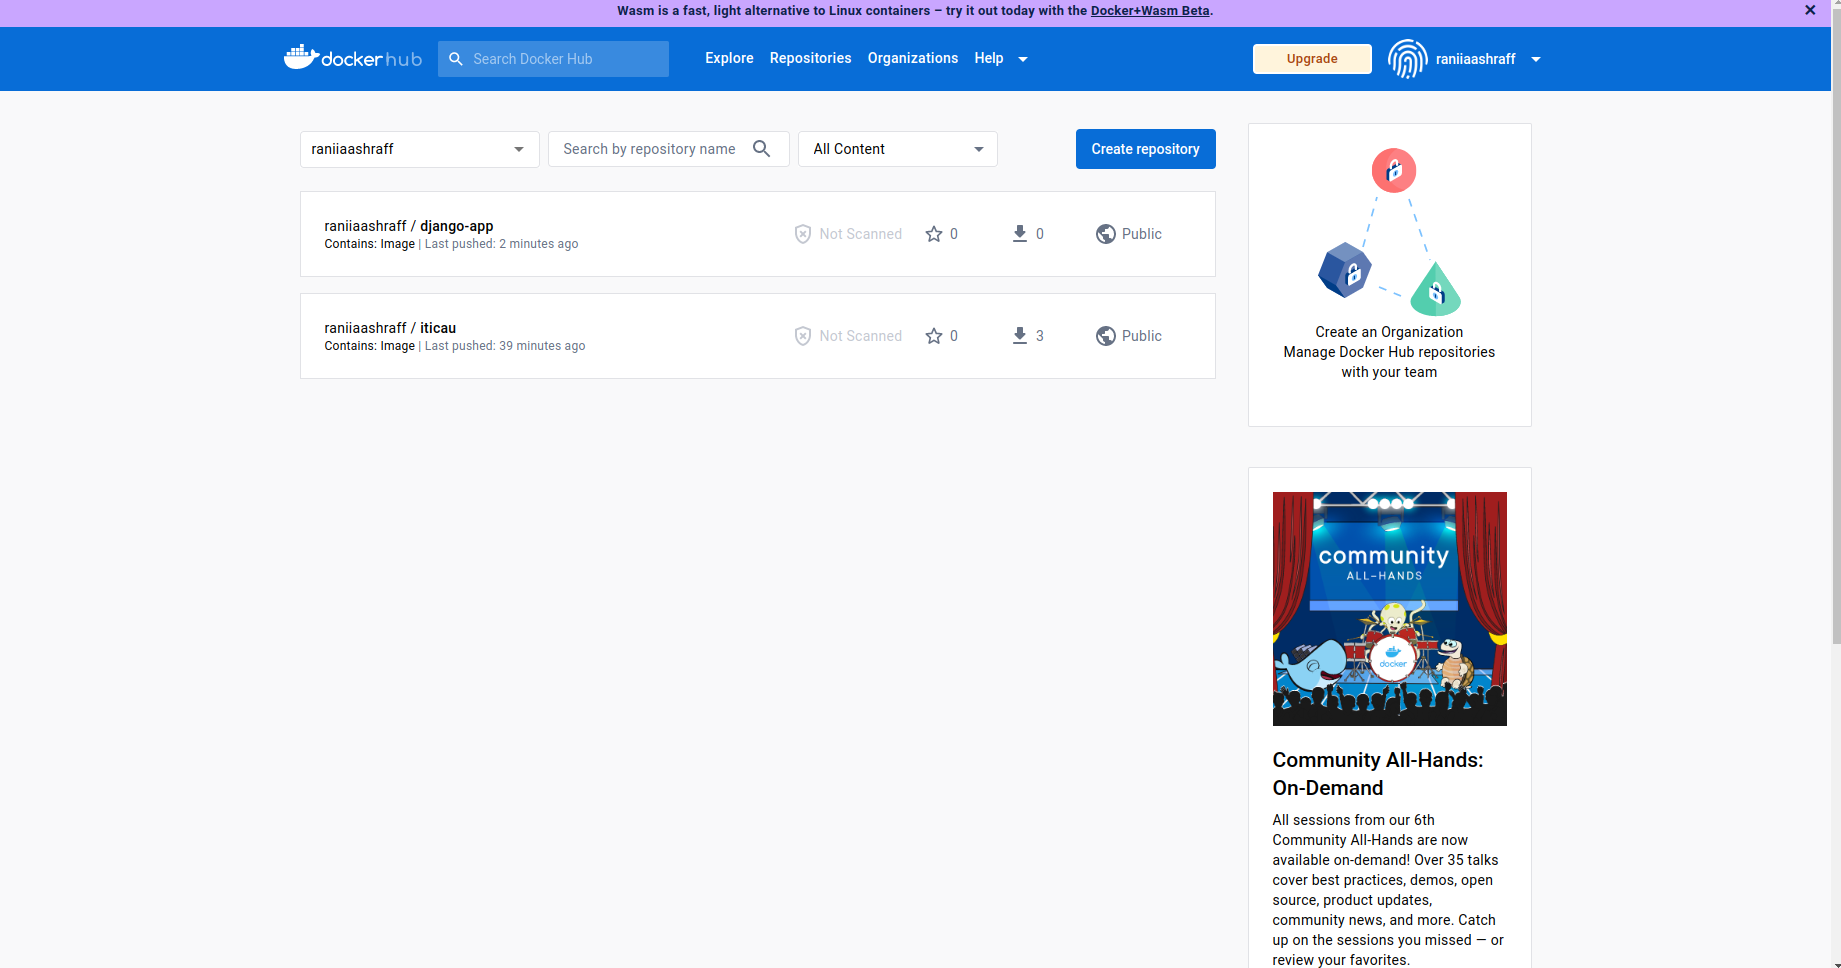 Wasm is a fast, light alternative to Linux containers – try it out today with the Docker+Wasm Beta.
docker hub
Search Docker Hub
Explore
Repositories
Organizations
Help
Upgrade
raniiaashraff
raniiaashraff
Search by repository name
All Content
Create repository
raniiaashraff / django-app
Contains: Image | Last pushed: 2 minutes ago
Not Scanned
0
0
Public
raniiaashraff / iticau
Contains: Image | Last pushed: 39 minutes ago
Not Scanned
0
3
Public
Create an Organization
Manage Docker Hub repositories
with your team
community
ALL-HANDS
docker
Community All-Hands:
On-Demand
All sessions from our 6th
Community All-Hands are now
available on-demand! Over 35 talks
cover best practices, demos, open
source, product updates,
community news, and more. Catch
up on the sessions you missed — or
review your favorites.